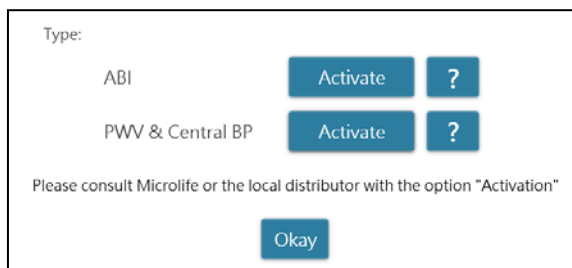 Type:
ABI Activate ?
PWV & Central BP Activate ?
Please consult Microlife or the local distributor with the option "Activation"
Okay